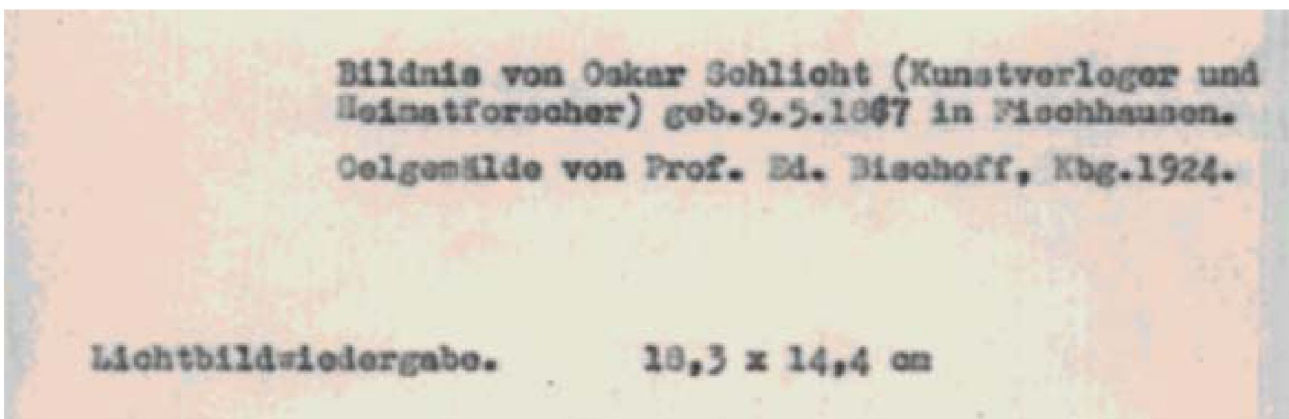 Bildnis von Oskar Schlicht (Kunstverleger und
Heimatforscher) geb.9.5.1867 in Fischhausen.
Oelgemälde von Prof. Ed. Bischoff, Kbg.1924.
Lichtbildwiedergabe. 18,3 x 14,4 cm